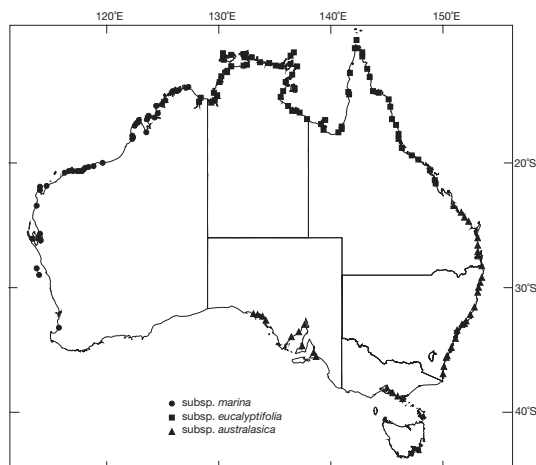 120°E 130°E 140°E 150°E
20°S
30°S
40°S
subsp. marina
subsp. eucalyptifolia
subsp. australasica